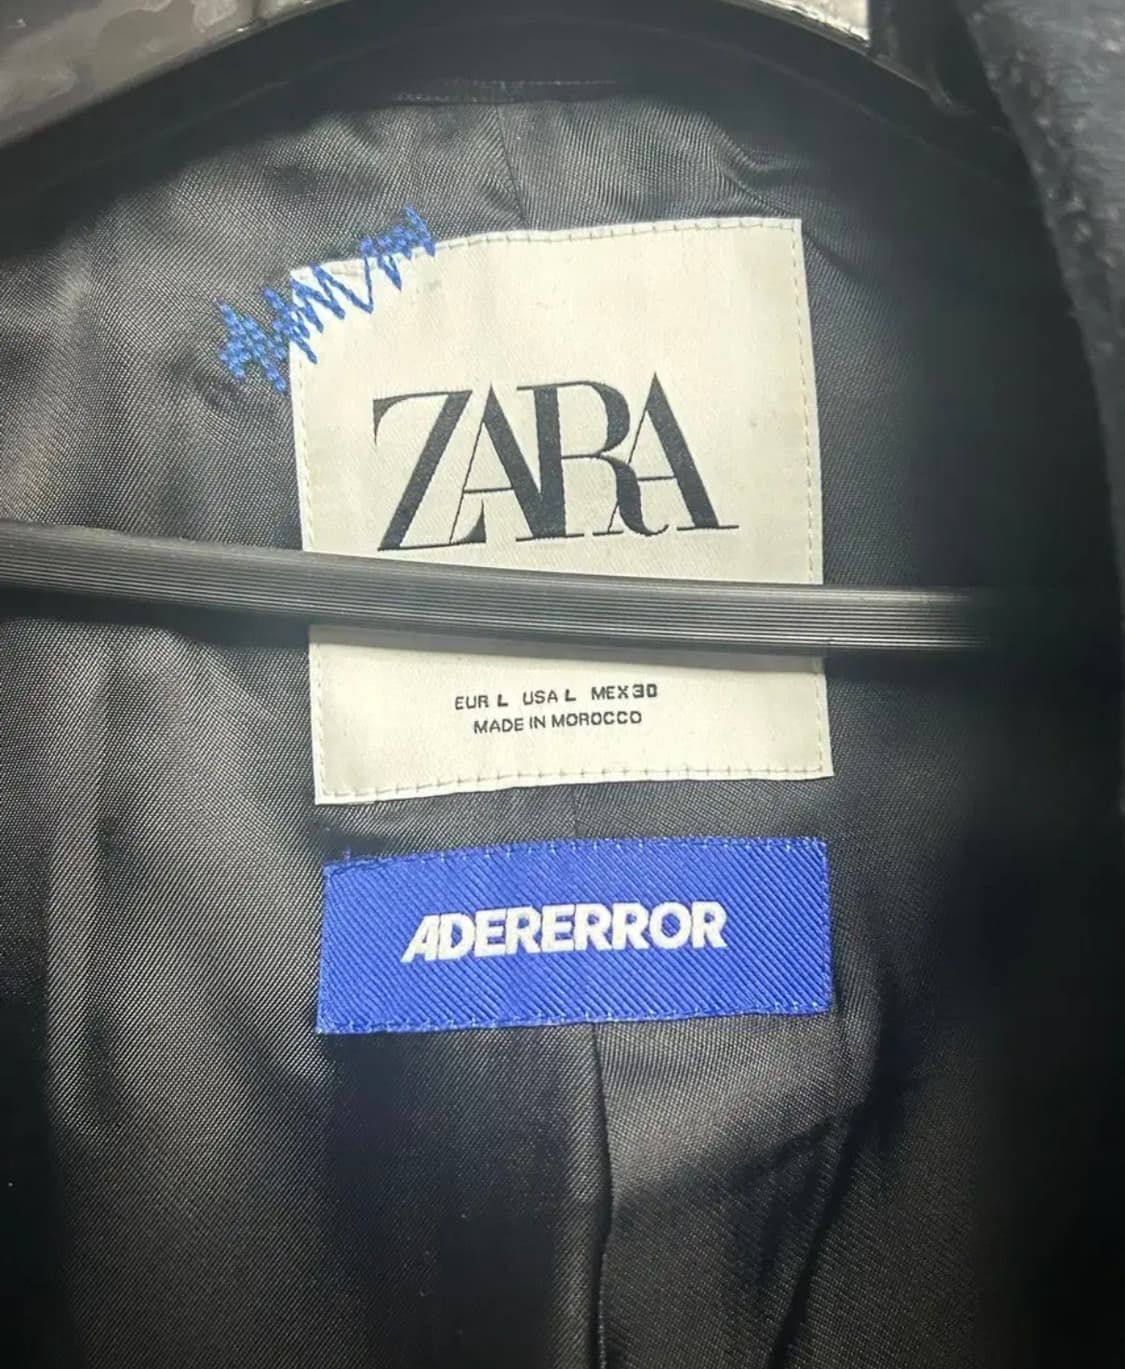 ZARA
EUR L USA L MEX 30
MADE IN MOROCCO
ADERERROR